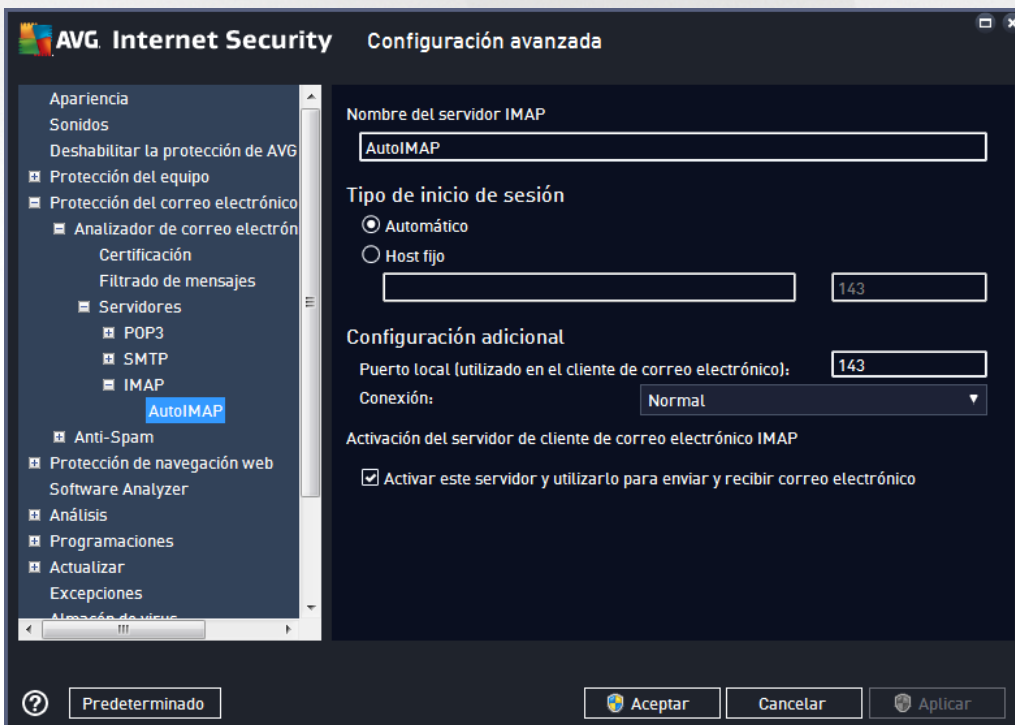 AVG. Internet Security Configuración avanzada
Apariencia
Sonidos
Deshabilitar la protección de AVG
Protección del equipo
Protección del correo electrónico
Analizador de correo electrón
Certificación
Filtrado de mensajes
Servidores
POP3
SMTP
IMAP
AutoIMAP
Anti-Spam
Protección de navegación web
Software Analyzer
Análisis
Programaciones
Actualizar
Excepciones
Almacén de virus
Nombre del servidor IMAP
AutoIMAP
Tipo de inicio de sesión
Automático
Host fijo
143
Configuración adicional
Puerto local (utilizado en el cliente de correo electrónico): 143
Conexión: Normal
Activación del servidor de cliente de correo electrónico IMAP
Activar este servidor y utilizarlo para enviar y recibir correo electrónico
Predeterminado Aceptar Cancelar Aplicar